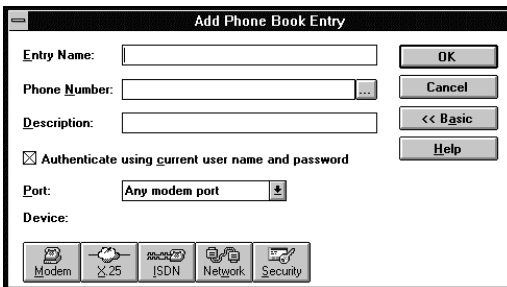 Add Phone Book Entry
Entry Name:
OK
Phone Number:
...
Cancel
Description:
<< Basic
Authenticate using current user name and password
Help
Port:
Any modem port
Device:
Modem
X.25
ISDN
Network
Security